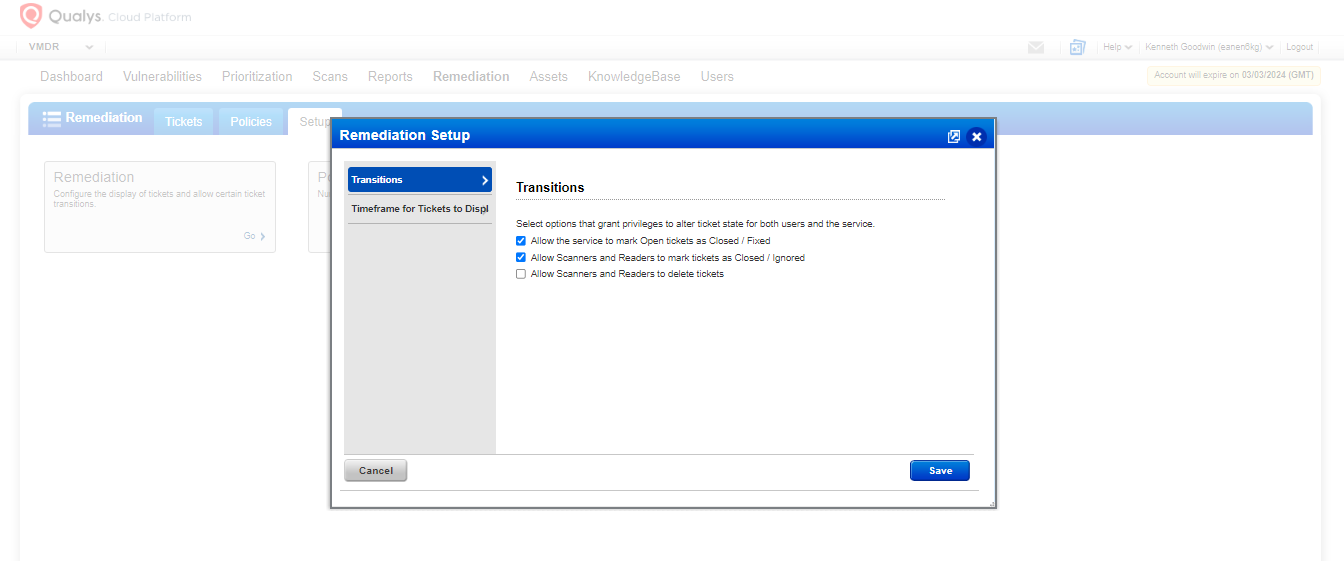 Qualys. Cloud Platform
VMDR
Help
Kenneth Goodwin (eanen8kg)
Logout
Dashboard Vulnerabilities Prioritization Scans Reports Remediation Assets KnowledgeBase Users
Account will expire on 03/03/2024 (GMT)
Remediation Tickets Policies Setup
Remediation
Configure the display of tickets and allow certain ticket
transitions.
Go
Remediation Setup
Transitions
Timeframe for Tickets to Displ
Transitions
Select options that grant privileges to alter ticket state for both users and the service.
Allow the service to mark Open tickets as Closed / Fixed
Allow Scanners and Readers to mark tickets as Closed / Ignored
Allow Scanners and Readers to delete tickets
Cancel
Save